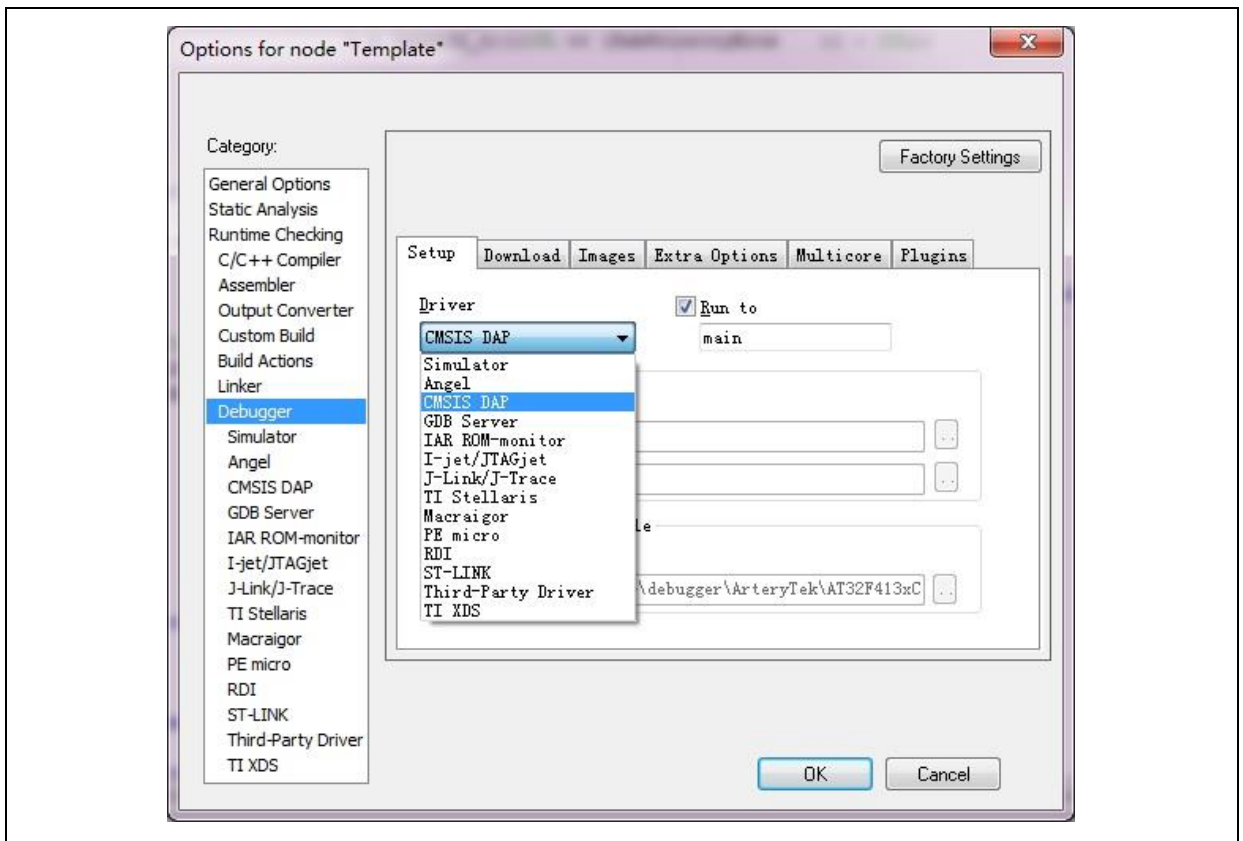 Options for node "Template"
Category:
Factory Settings
General Options
Static Analysis
Runtime Checking
C/C++ Compiler
Assembler
Output Converter
Custom Build
Build Actions
Linker
Debugger
Simulator
Angel
CMSIS DAP
GDB Server
IAR ROM-monitor
I-jet/JTAGjet
J-Link/J-Trace
TI Stellaris
Macraigor
PE micro
RDI
ST-LINK
Third-Party Driver
TI XDS
Setup Download Images Extra Options Multicore Plugins
Driver
Run to
CMSIS DAP
main
Simulator
Angel
CMSIS DAP
GDB Server
IAR ROM-monitor
I-jet/JTAGjet
J-Link/J-Trace
TI Stellaris
Macraigor
PE micro
RDI
ST-LINK
Third-Party Driver
TI XDS
le
\debugger\ArteryTek\AT32F413xC
..
..
..
OK Cancel